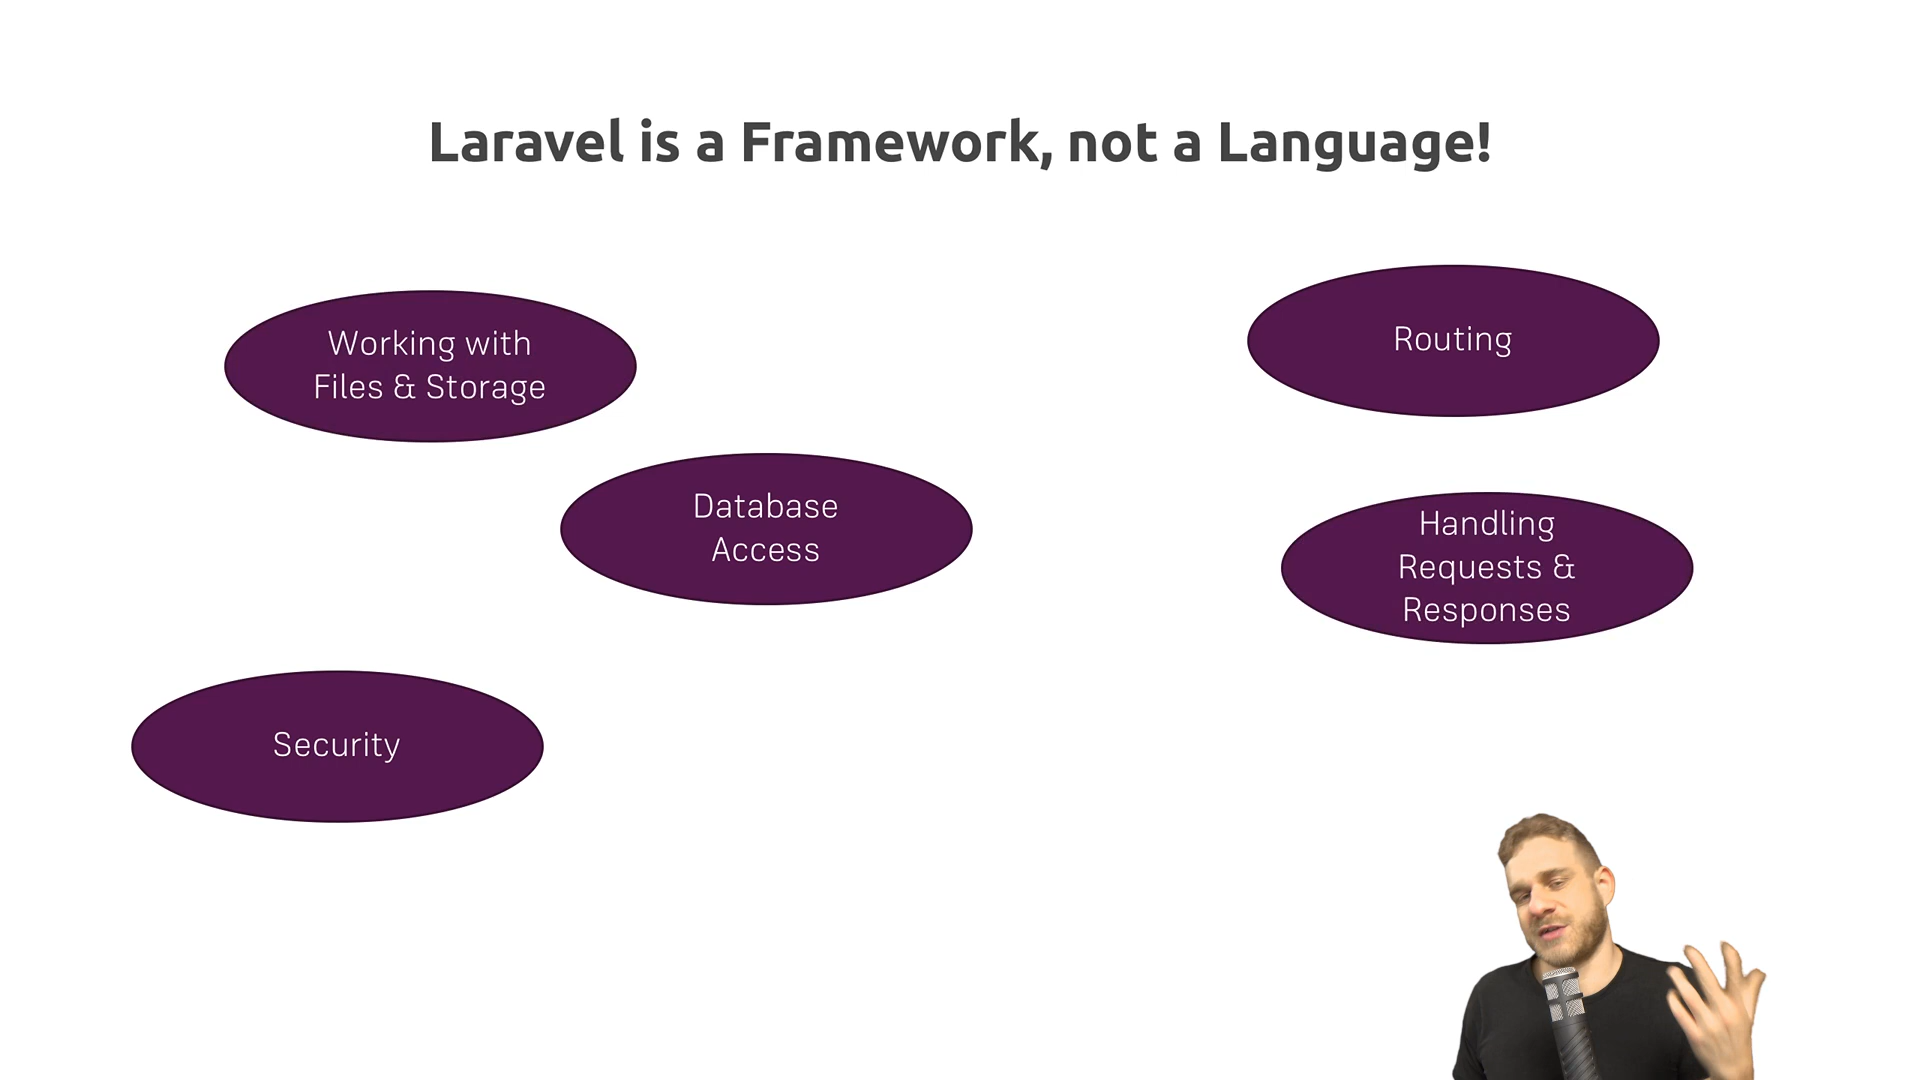 Laravel is a Framework, not a Language!
Working with
Files & Storage
Routing
Database
Access
Handling
Requests &
Responses
Security